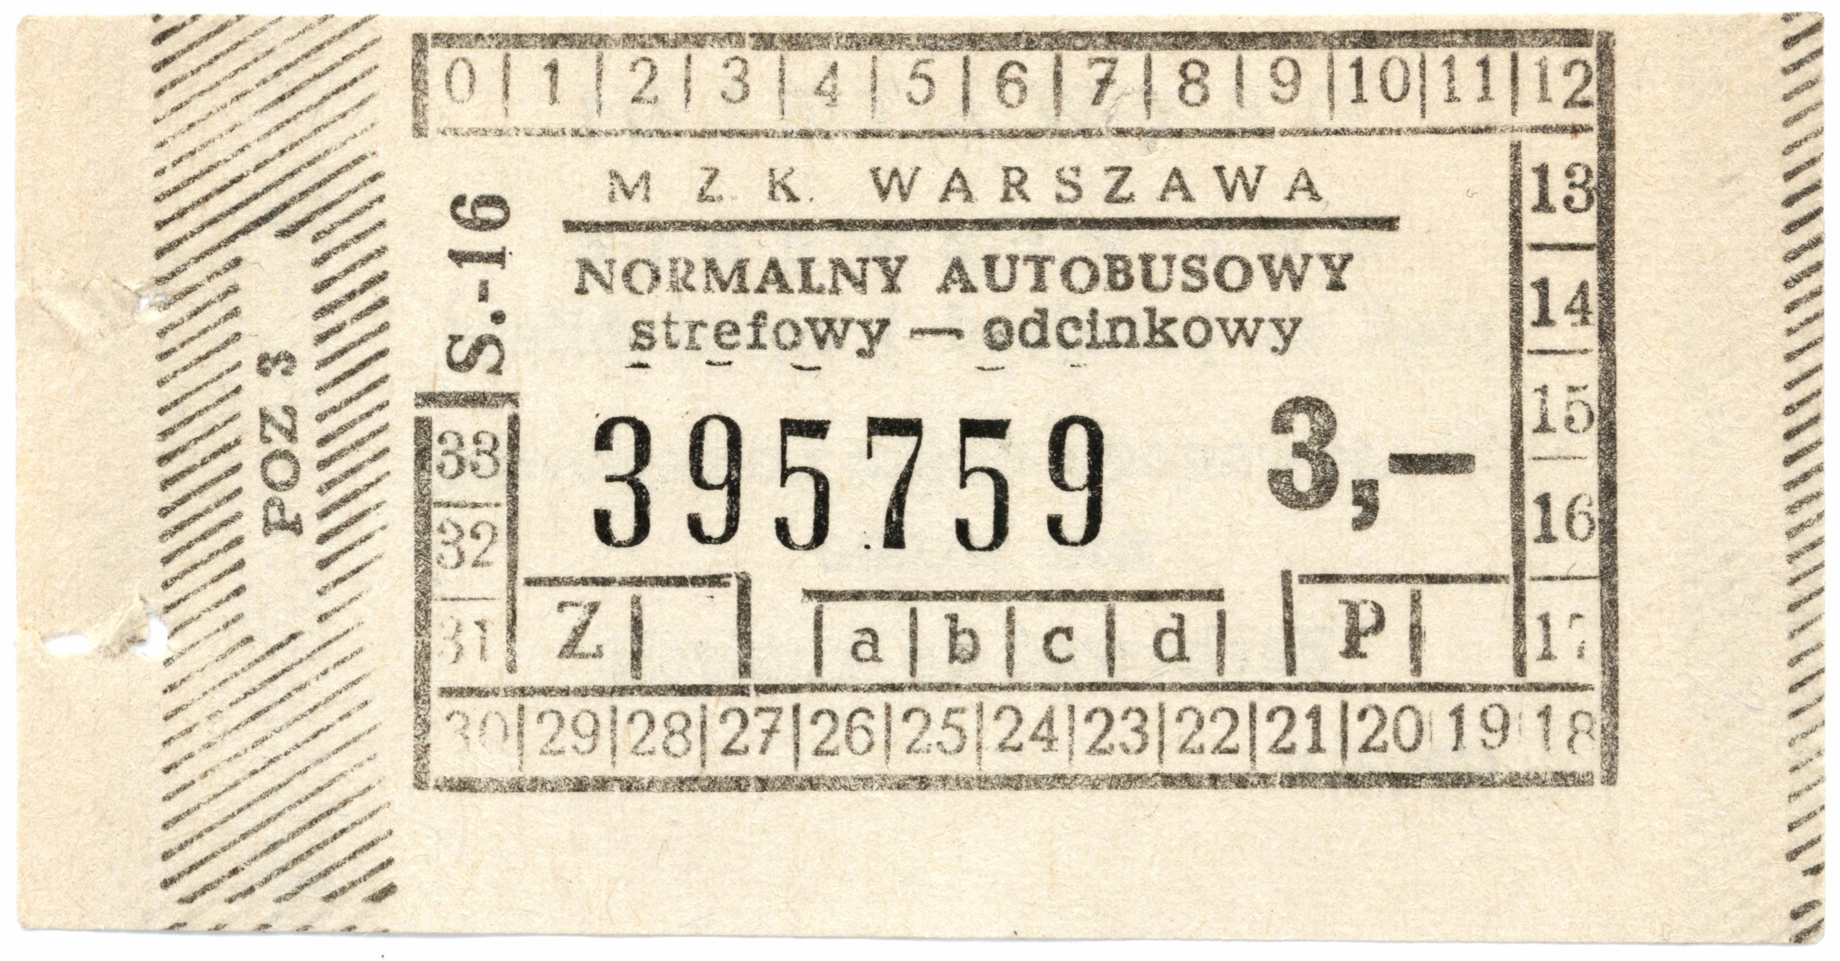 0 1 2 3 4 5 6 7 8 9 10 11 12
M Z. K. WARSZAWA
NORMALNY AUTOBUSOWY
strefowy — odcinkowy
395759
3,—
Z
a b c d
P
13
14
15
16
17
30 29 28 27 26 25 24 23 22 21 20 19 18
33
32
31
S.-16
POZ 3